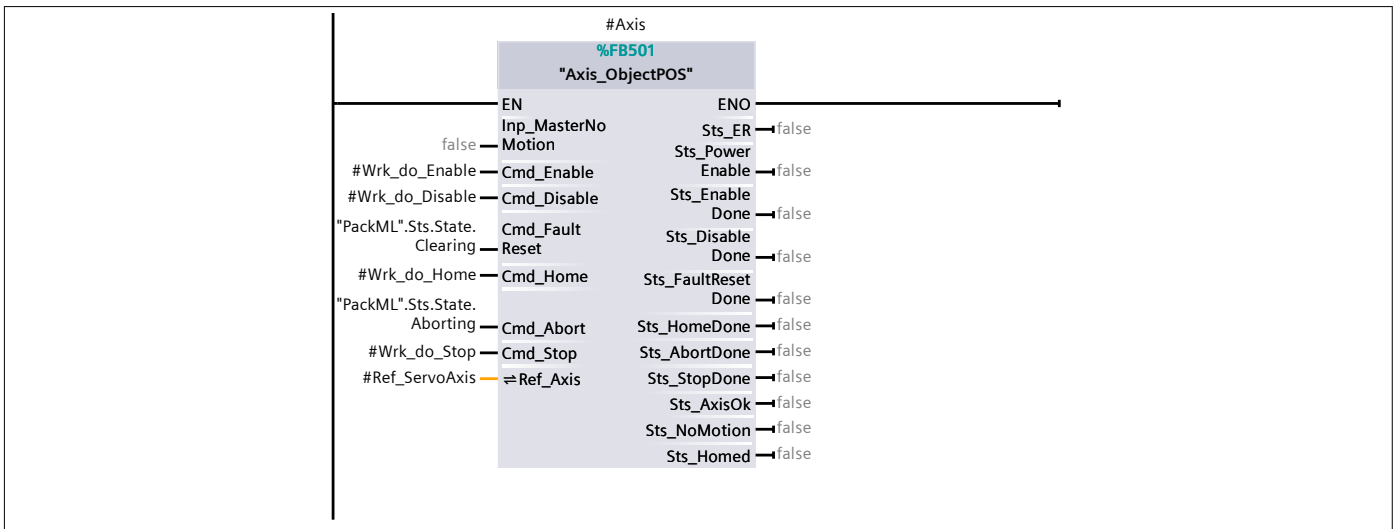 #Axis
%FB501
"Axis_ObjectPOS"
EN
ENO
Inp_MasterNo
Motion
false
Sts_ER
false
Sts_Power
Enable
false
#Wrk_do_Enable
Cmd_Enable
#Wrk_do_Disable
Cmd_Disable
Sts_Enable
Done
false
"PackML".Sts.State.
Clearing
Cmd_Fault
Reset
Sts_Disable
Done
false
#Wrk_do_Home
Cmd_Home
Sts_FaultReset
Done
false
"PackML".Sts.State.
Aborting
Cmd_Abort
Sts_HomeDone
false
#Wrk_do_Stop
Cmd_Stop
Sts_AbortDone
false
#Ref_ServoAxis
⇌Ref_Axis
Sts_StopDone
false
Sts_AxisOk
false
Sts_NoMotion
false
Sts_Homed
false